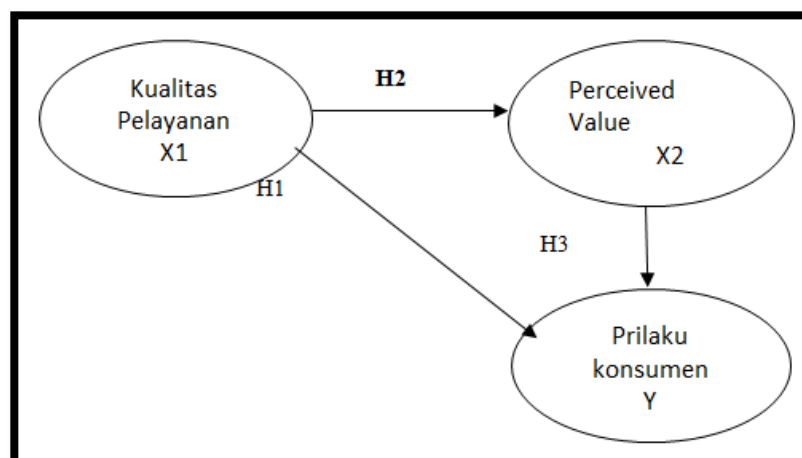 Kualitas
Pelayanan
X1
H2
Perceived
Value
X2
H1
H3
Prilaku
konsumen
Y